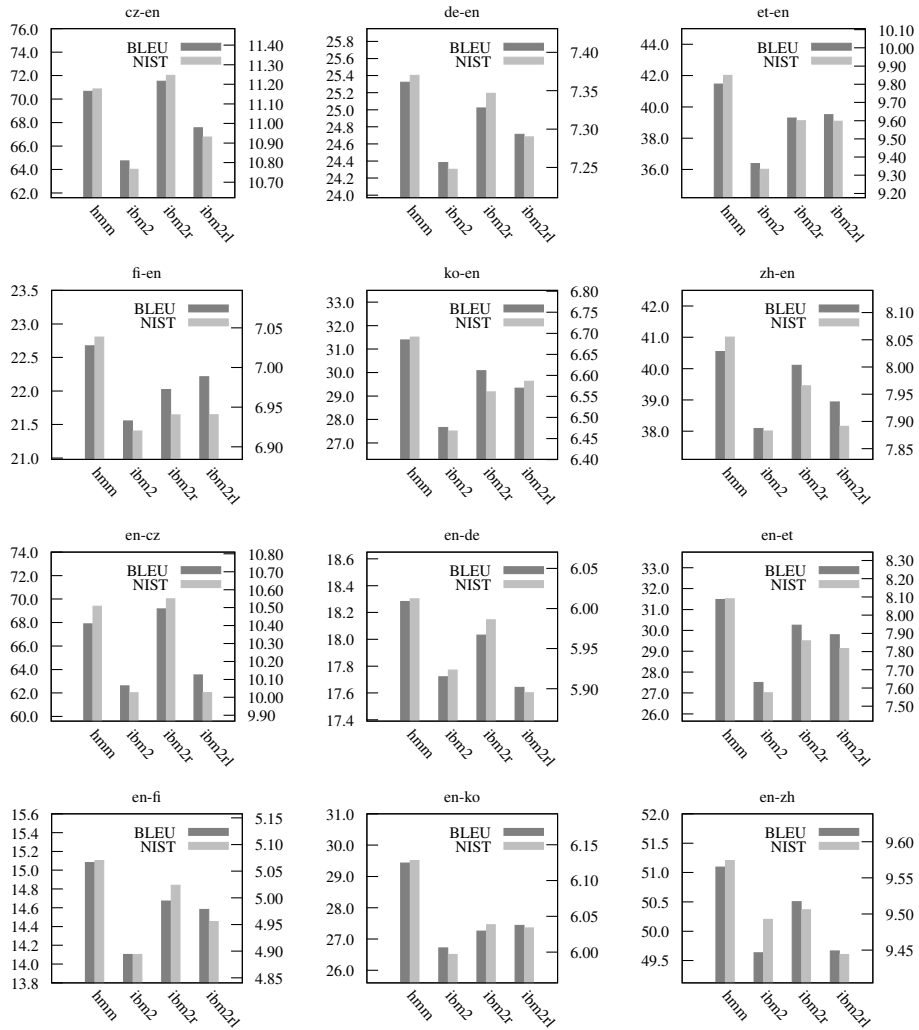 cz-en
76.0
74.0
72.0
70.0
68.0
66.0
64.0
62.0
BLEU
NIST
11.40
11.30
11.20
11.10
11.00
10.90
10.80
10.70
hmm
ibm2
ibm2r
ibm2rl
de-en
25.8
25.6
25.4
25.2
25.0
24.8
24.6
24.4
24.2
24.0
BLEU
NIST
7.40
7.35
7.30
7.25
hmm
ibm2
ibm2r
ibm2rl
et-en
44.0
42.0
40.0
38.0
36.0
BLEU
NIST
10.10
10.00
9.90
9.80
9.70
9.60
9.50
9.40
9.30
9.20
hmm
ibm2
ibm2r
ibm2rl
fi-en
23.5
23.0
22.5
22.0
21.5
21.0
BLEU
NIST
7.05
7.00
6.95
6.90
hmm
ibm2
ibm2r
ibm2rl
ko-en
33.0
32.0
31.0
30.0
29.0
28.0
27.0
BLEU
NIST
6.80
6.75
6.70
6.65
6.60
6.55
6.50
6.45
6.40
hmm
ibm2
ibm2r
ibm2rl
zh-en
42.0
41.0
40.0
39.0
38.0
BLEU
NIST
8.10
8.05
8.00
7.95
7.90
7.85
hmm
ibm2
ibm2r
ibm2rl
en-cz
74.0
72.0
70.0
68.0
66.0
64.0
62.0
60.0
BLEU
NIST
10.80
10.70
10.60
10.50
10.40
10.30
10.20
10.10
10.00
9.90
hmm
ibm2
ibm2r
ibm2rl
en-de
18.6
18.4
18.2
18.0
17.8
17.6
17.4
BLEU
NIST
6.05
6.00
5.95
5.90
hmm
ibm2
ibm2r
ibm2rl
en-et
33.0
32.0
31.0
30.0
29.0
28.0
27.0
26.0
BLEU
NIST
8.30
8.20
8.10
8.00
7.90
7.80
7.70
7.60
7.50
hmm
ibm2
ibm2r
ibm2rl
en-fi
15.6
15.4
15.2
15.0
14.8
14.6
14.4
14.2
14.0
13.8
BLEU
NIST
5.15
5.10
5.05
5.00
4.95
4.90
4.85
hmm
ibm2
ibm2r
ibm2rl
en-ko
31.0
30.0
29.0
28.0
27.0
26.0
BLEU
NIST
6.15
6.10
6.05
6.00
hmm
ibm2
ibm2r
ibm2rl
en-zh
52.0
51.5
51.0
50.5
50.0
49.5
BLEU
NIST
9.60
9.55
9.50
9.45
hmm
ibm2
ibm2r
ibm2rl